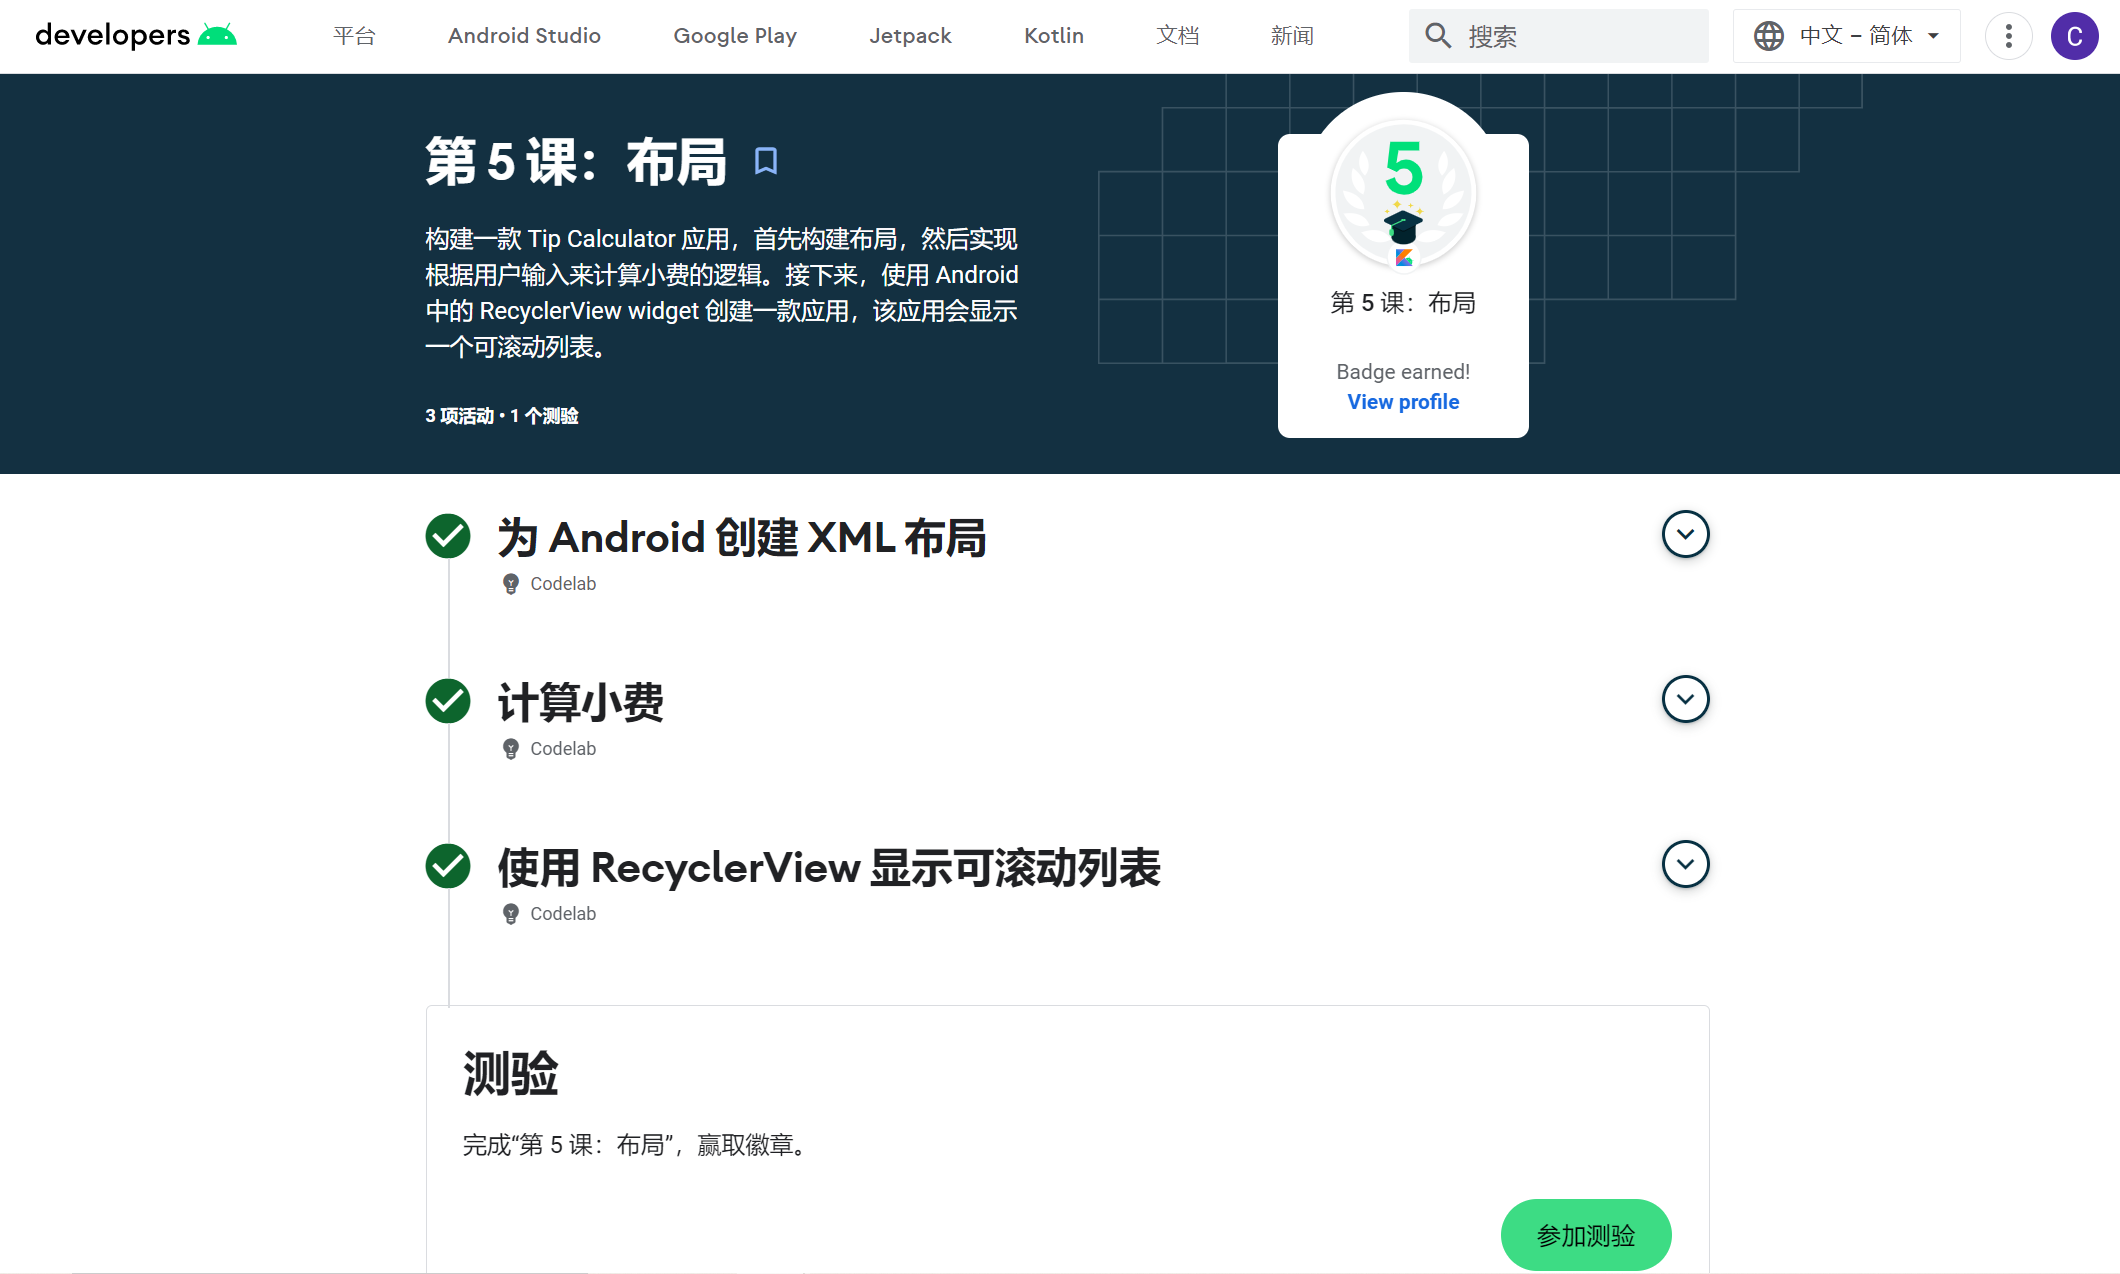 developers
平台
Android Studio
Google Play
Jetpack
Kotlin
文档
新闻
搜索
中文 – 简体
C
第 5 课：布局
构建一款 Tip Calculator 应用，首先构建布局，然后实现
根据用户输入来计算小费的逻辑。接下来，使用 Android
中的 RecyclerView widget 创建一款应用，该应用会显示
一个可滚动列表。
3 项活动 • 1 个测验
5
第 5 课：布局
Badge earned!
View profile
为 Android 创建 XML 布局
Codelab
计算小费
Codelab
使用 RecyclerView 显示可滚动列表
Codelab
测验
完成“第 5 课：布局”，赢取徽章。
参加测验